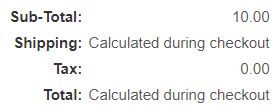 Sub-Total: 10.00
Shipping: Calculated during checkout
Tax: 0.00
Total: Calculated during checkout